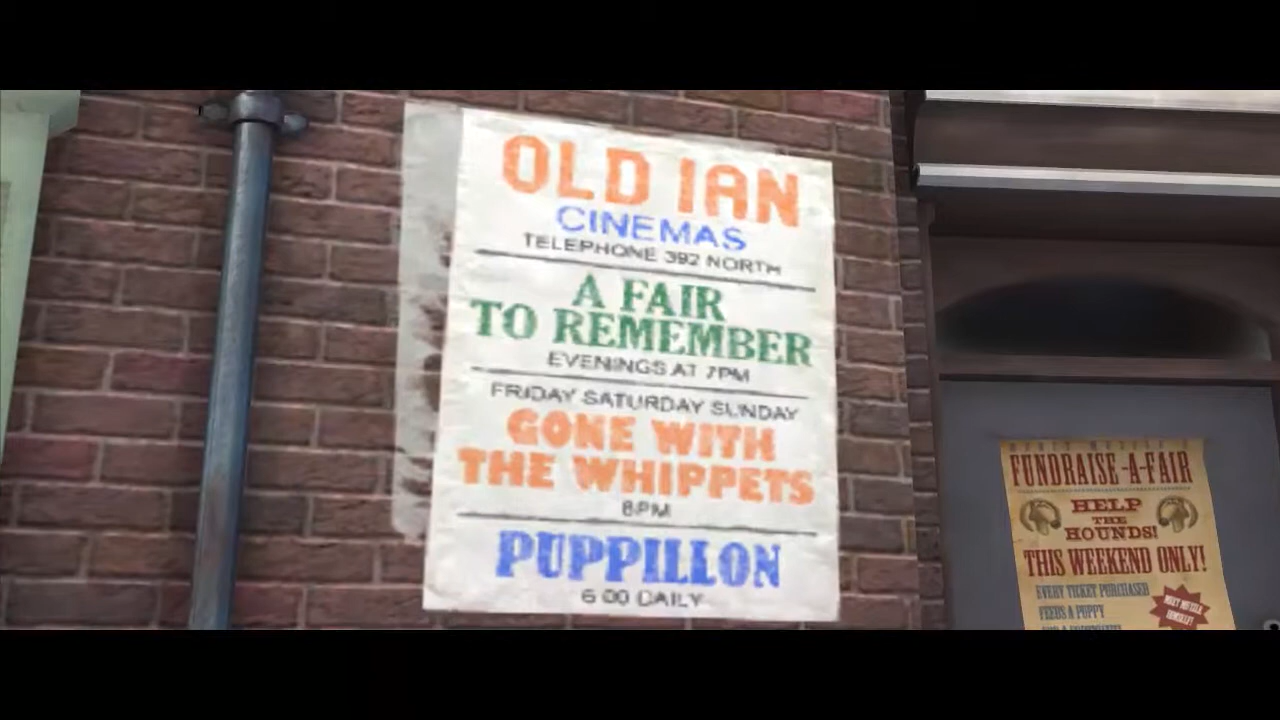 OLD IAN
CINEMAS
TELEPHONE 392 NORTH
A FAIR
TO REMEMBER
EVENINGS AT 7PM
FRIDAY SATURDAY SUNDAY
GONE WITH
THE WHIPPETS
8PM
PUPPILLON
6 00 DAILY
FUNDRAISE-A-FAIR
HELP
THE
HOUNDS!
THIS WEEKEND ONLY!
EVERY TICKET PURCHASED
FEEDS A PUPPY